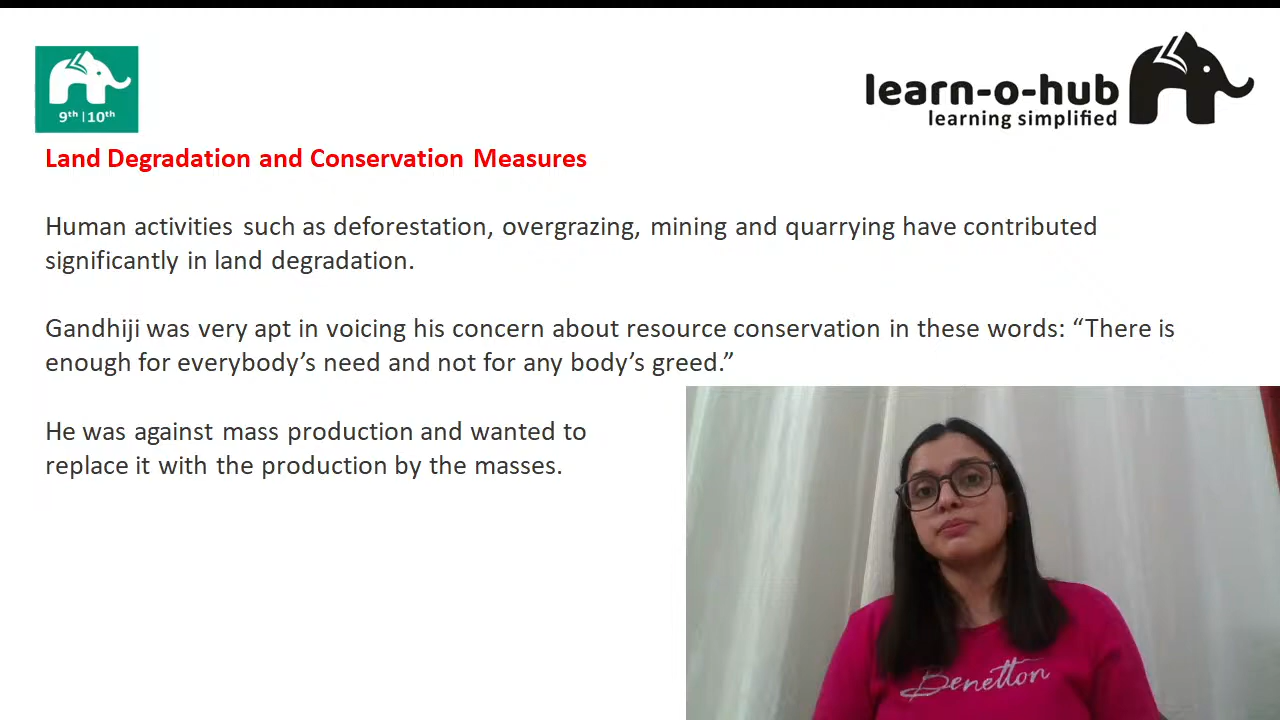 9th | 10th
learn-o-hub
learning simplified
Land Degradation and Conservation Measures
Human activities such as deforestation, overgrazing, mining and quarrying have contributed
significantly in land degradation.
Gandhiji was very apt in voicing his concern about resource conservation in these words: “There is
enough for everybody’s need and not for any body’s greed.”
He was against mass production and wanted to
replace it with the production by the masses.
Benetton